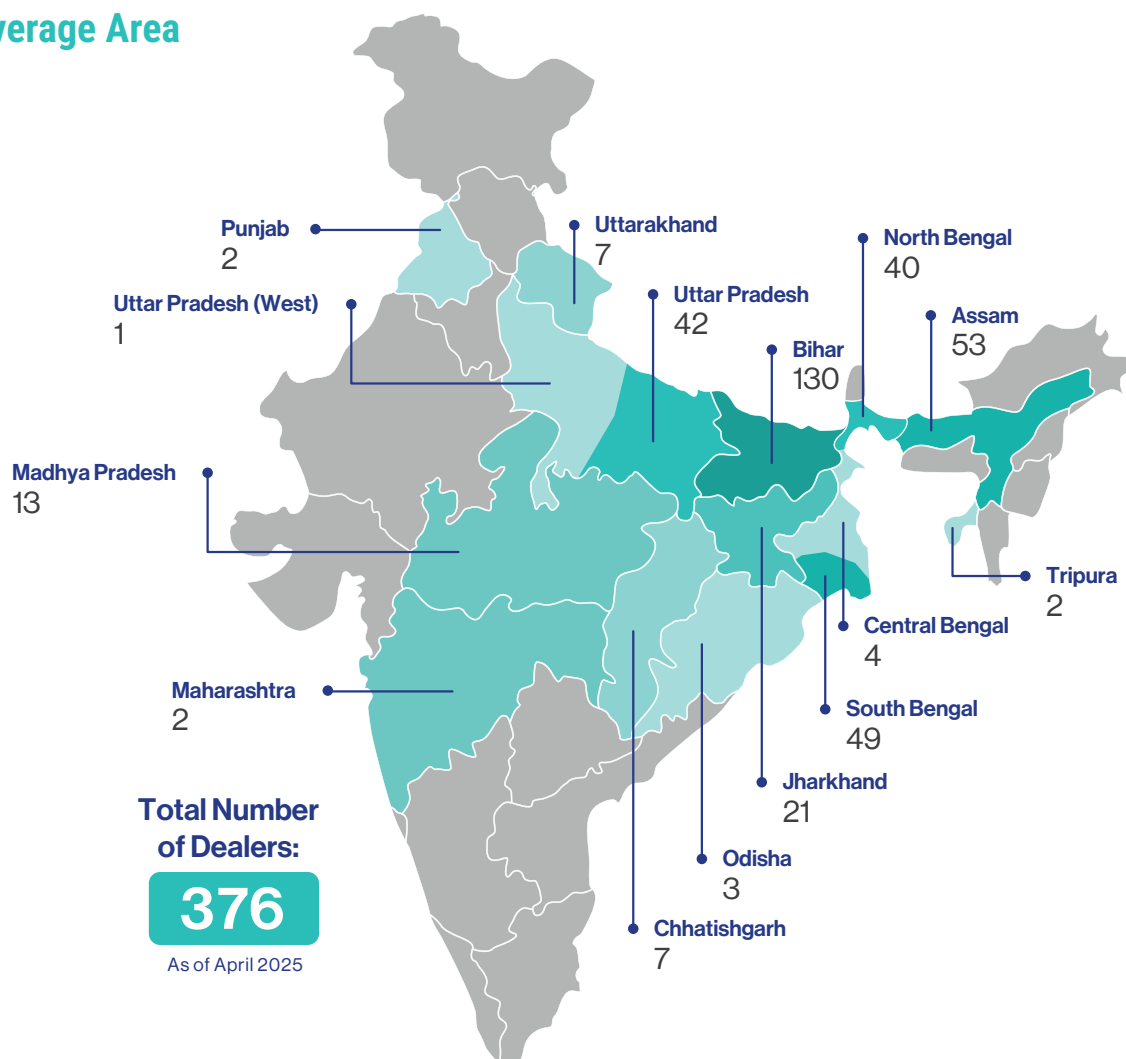 verage Area
Punjab
2
Uttarakhand
7
North Bengal
40
Uttar Pradesh (West)
1
Uttar Pradesh
42
Assam
53
Bihar
130
Madhya Pradesh
13
Tripura
2
Central Bengal
4
Maharashtra
2
South Bengal
49
Jharkhand
21
Total Number
of Dealers:
376
As of April 2025
Odisha
3
Chhatishgarh
7